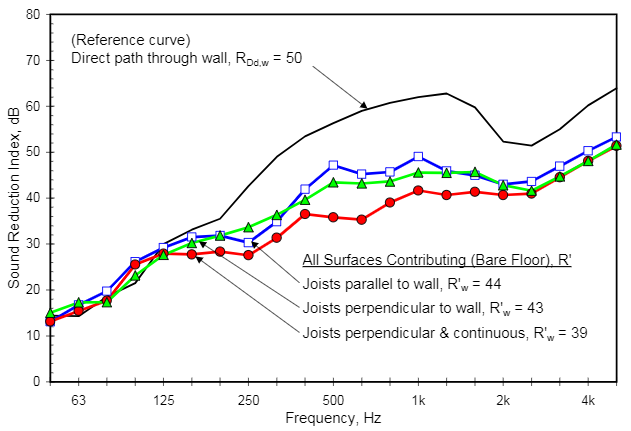 80
70
60
50
40
30
20
10
0
Sound Reduction Index, dB
(Reference curve)
Direct path through wall, RDd,w = 50
All Surfaces Contributing (Bare Floor), R'
Joists parallel to wall, R'w = 44
Joists perpendicular to wall, R'w = 43
Joists perpendicular & continuous, R'w = 39
63 125 250 500 1k 2k 4k
Frequency, Hz